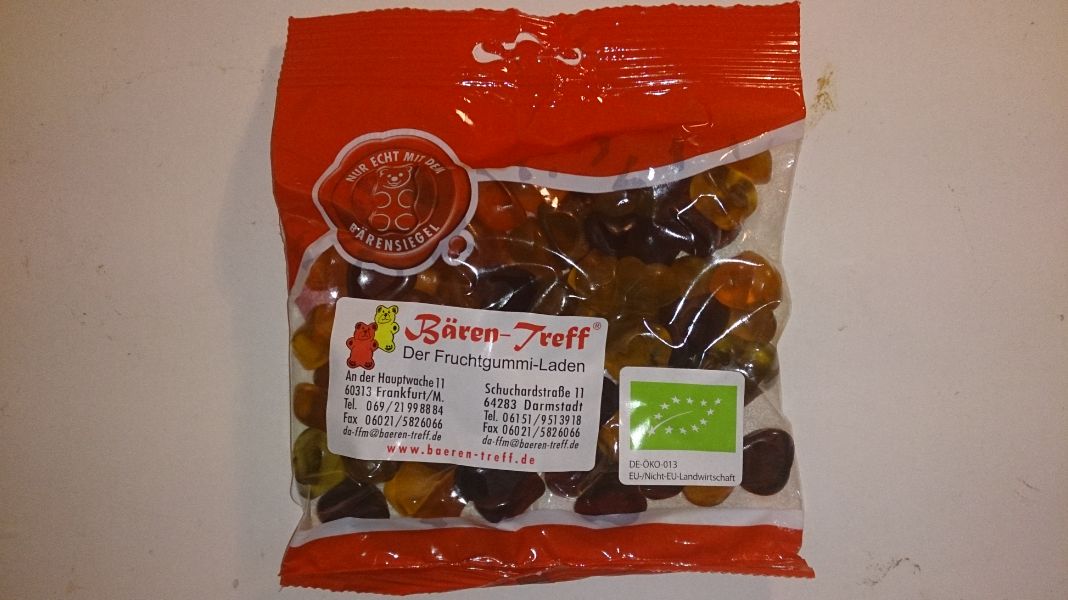 NUR ECHT MIT DEM
BÄRENSIEGEL
Bären-Treff®
Der Fruchtgummi-Laden
An der Hauptwache 11
60313 Frankfurt/M.
Tel. 069/21998884
Fax 06021/5826066
da-ffm@baeren-treff.de
Schuchardstraße 11
64283 Darmstadt
Tel. 06151/9513918
Fax 06021/5826066
da-ffm@baeren-treff.de
www.baeren-treff.de
DE-ÖKO-013
EU-/Nicht-EU-Landwirtschaft